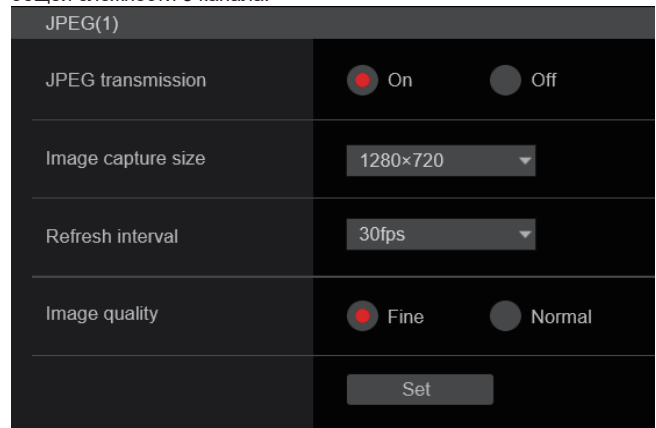 JPEG(1)
JPEG transmission On Off
Image capture size 1280×720
Refresh interval 30fps
Image quality Fine Normal
Set